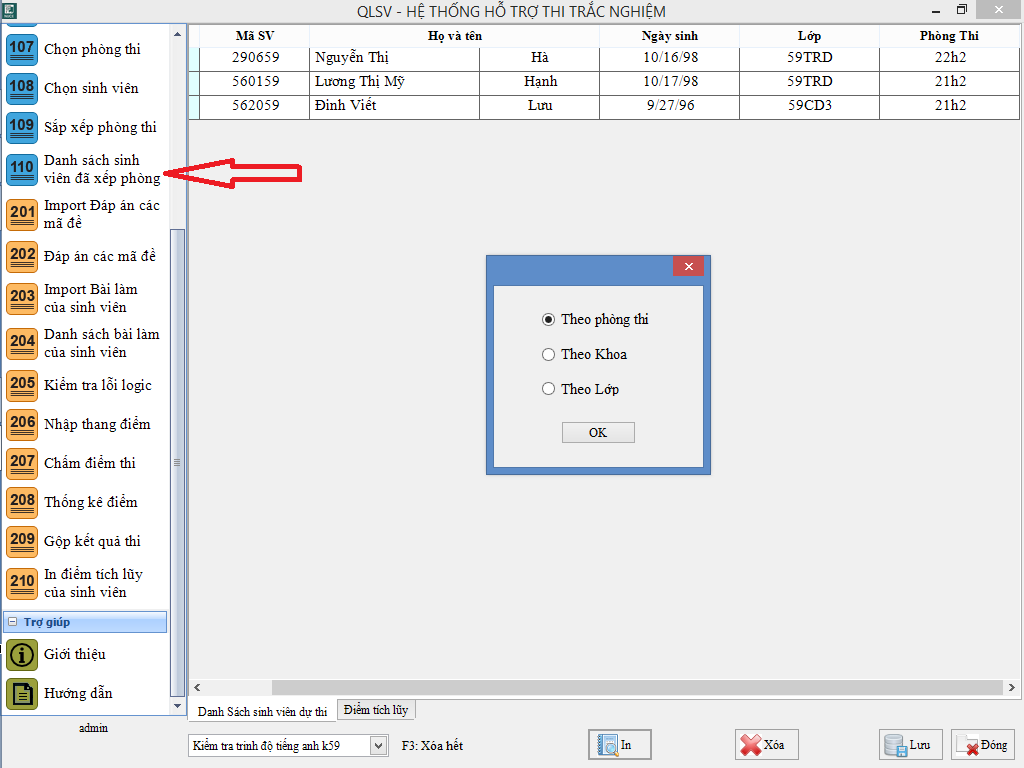 QLSV - HỆ THỐNG HỖ TRỢ THI TRẮC NGHIỆM
107 Chọn phòng thi
108 Chọn sinh viên
109 Sắp xếp phòng thi
110 Danh sách sinh
viên đã xếp phòng
201 Import Đáp án các
mã đề
202 Đáp án các mã đề
203 Import Bài làm
của sinh viên
204 Danh sách bài làm
của sinh viên
205 Kiểm tra lỗi logic
206 Nhập thang điểm
207 Chấm điểm thi
208 Thống kê điểm
209 Gộp kết quả thi
210 In điểm tích lũy
của sinh viên
Trợ giúp
Giới thiệu
Hướng dẫn
admin
Mã SV Họ và tên Ngày sinh Lớp Phòng Thi
290659 Nguyễn Thị Hà 10/16/98 59TRD 22h2
560159 Lương Thị Mỹ Hạnh 10/17/98 59TRD 21h2
562059 Đinh Viết Lưu 9/27/96 59CD3 21h2
Theo phòng thi
Theo Khoa
Theo Lớp
OK
Danh Sách sinh viên dự thi Điểm tích lũy
Kiểm tra trình độ tiếng anh k59 F3: Xóa hết In Xóa Lưu Đóng